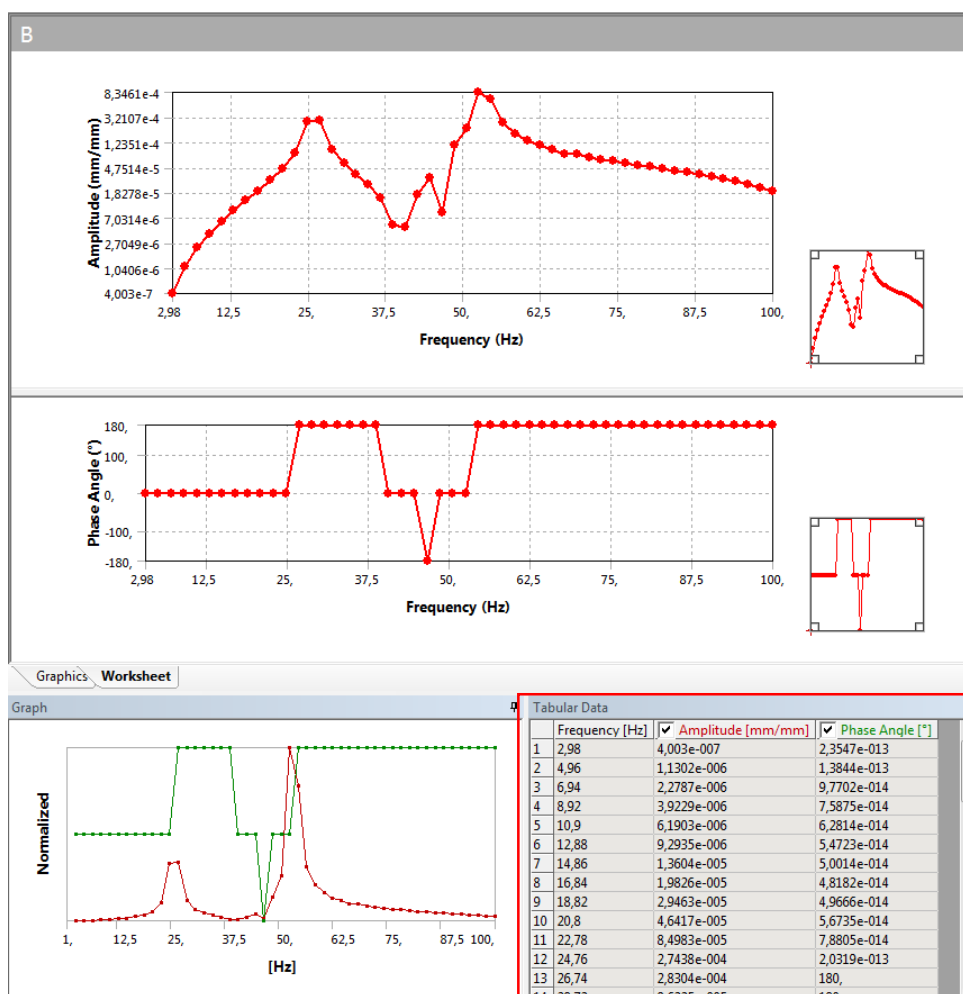 B
8,3461e-4
3,2107e-4
1,2351e-4
4,7514e-5
1,8278e-5
7,0314e-6
2,7049e-6
1,0406e-6
4,003e-7
Amplitude (mm/mm)
2,98 12,5 25, 37,5 50, 62,5 75, 87,5 100,
Frequency (Hz)
180,
100,
0,
-100,
-180,
Phase Angle (°)
2,98 12,5 25, 37,5 50, 62,5 75, 87,5 100,
Frequency (Hz)
Graphics Worksheet
Graph
Normalized
1, 12,5 25, 37,5 50, 62,5 75, 87,5 100,
[Hz]
Tabular Data
Frequency [Hz] Amplitude [mm/mm] Phase Angle [°]
1 2,98 4,003e-007 2,3547e-013
2 4,96 1,1302e-006 1,3844e-013
3 6,94 2,2787e-006 9,7702e-014
4 8,92 3,9229e-006 7,5875e-014
5 10,9 6,1903e-006 6,2814e-014
6 12,88 9,2935e-006 5,4723e-014
7 14,86 1,3604e-005 5,0014e-014
8 16,84 1,9826e-005 4,8182e-014
9 18,82 2,9463e-005 4,9666e-014
10 20,8 4,6417e-005 5,6735e-014
11 22,78 8,4983e-005 7,8805e-014
12 24,76 2,7438e-004 2,0319e-013
13 26,74 2,8304e-004 180,